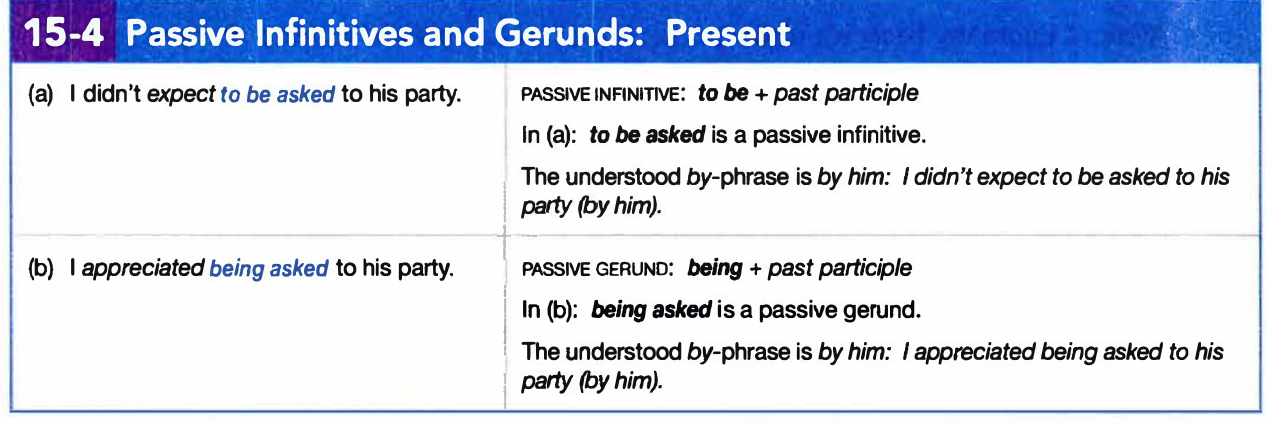 15-4 Passive Infinitives and Gerunds: Present
(a) I didn't expect to be asked to his party.
PASSIVE INFINITIVE: to be + past participle
In (a): to be asked is a passive infinitive.
The understood by-phrase is by him: I didn't expect to be asked to his
party (by him).
(b) I appreciated being asked to his party.
PASSIVE GERUND: being + past participle
In (b): being asked is a passive gerund.
The understood by-phrase is by him: I appreciated being asked to his
party (by him).